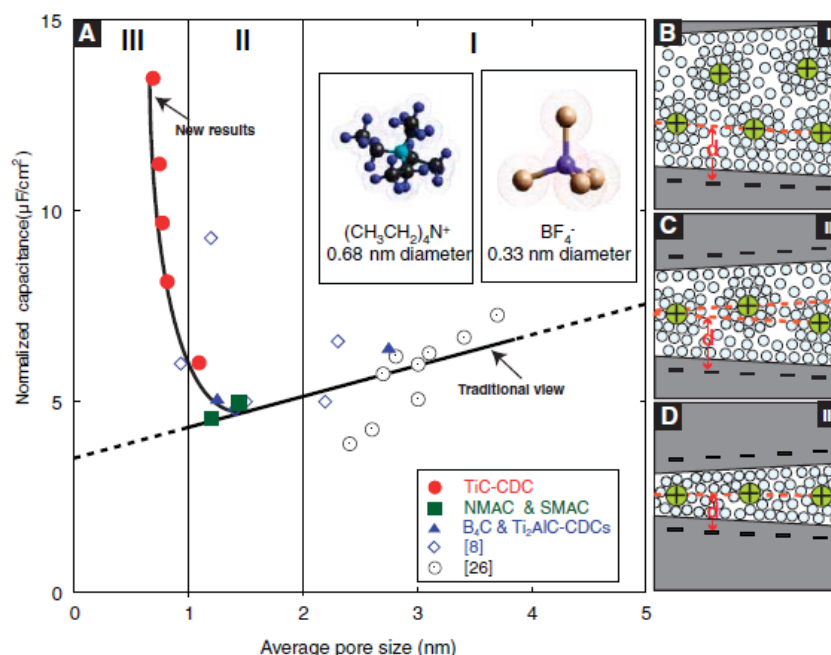 A
III
II
I
15
10
5
0
0
1
2
3
4
5
Normalized capacitance(µF/cm²)
Average pore size (nm)
New results
Traditional view
(CH₃CH₂)₄N⁺
0.68 nm diameter
BF₄⁻
0.33 nm diameter
TiC-CDC
NMAC & SMAC
B₄C & Ti₂AlC-CDCs
[8]
[26]
B
I
d
C
II
d
D
d